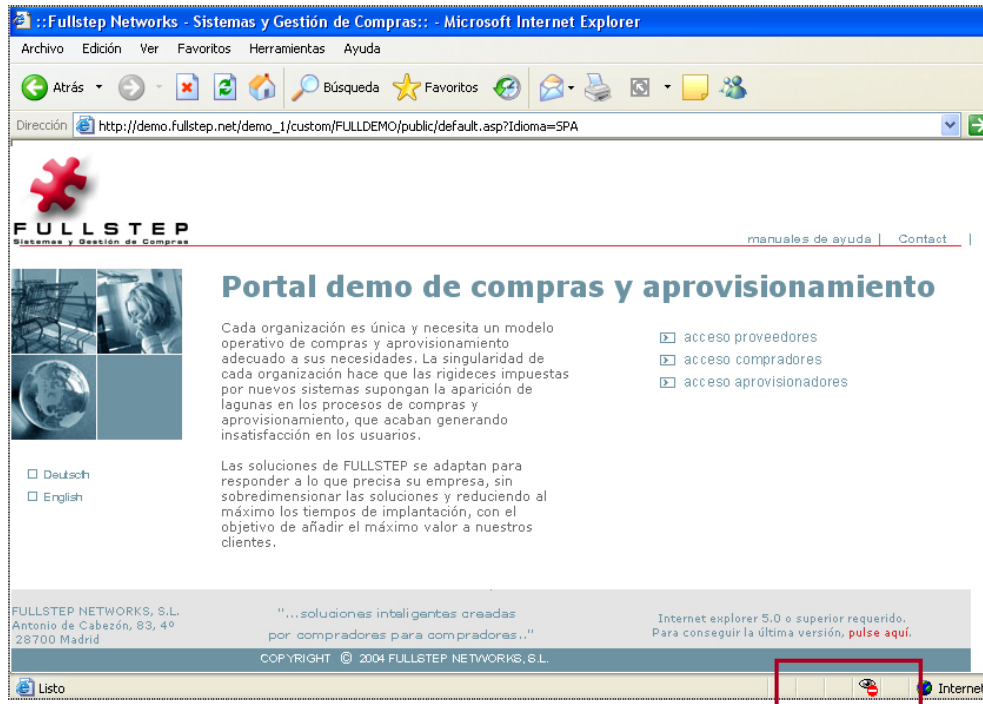 ::Fullstep Networks - Sistemas y Gestión de Compras:: - Microsoft Internet Explorer
Archivo Edición Ver Favoritos Herramientas Ayuda
Atrás Búsqueda Favoritos
Dirección http://demo.fullstep.net/demo_1/custom/FULLDEMO/public/default.asp?Idioma=SPA
FULLSTEP
Sistemas y Gestión de Compras
manuales de ayuda | Contact |
Portal demo de compras y aprovisionamiento
Cada organización es única y necesita un modelo
operativo de compras y aprovisionamiento
adecuado a sus necesidades. La singularidad de
cada organización hace que las rigideces impuestas
por nuevos sistemas supongan la aparición de
lagunas en los procesos de compras y
aprovisionamiento, que acaban generando
insatisfacción en los usuarios.
Las soluciones de FULLSTEP se adaptan para
responder a lo que precisa su empresa, sin
sobredimensionar las soluciones y reduciendo al
máximo los tiempos de implantación, con el
objetivo de añadir el máximo valor a nuestros
clientes.
acceso proveedores
acceso compradores
acceso aprovisionadores
Deutsch
English
FULLSTEP NETWORKS, S.L.
Antonio de Cabezón, 83, 4º
28700 Madrid
"...soluciones inteligentes creadas
por compradores para compradores.."
Internet explorer 5.0 o superior requerido.
Para conseguir la última versión, pulse aquí.
COPYRIGHT © 2004 FULLSTEP NETWORKS, S.L.
Listo
Internet